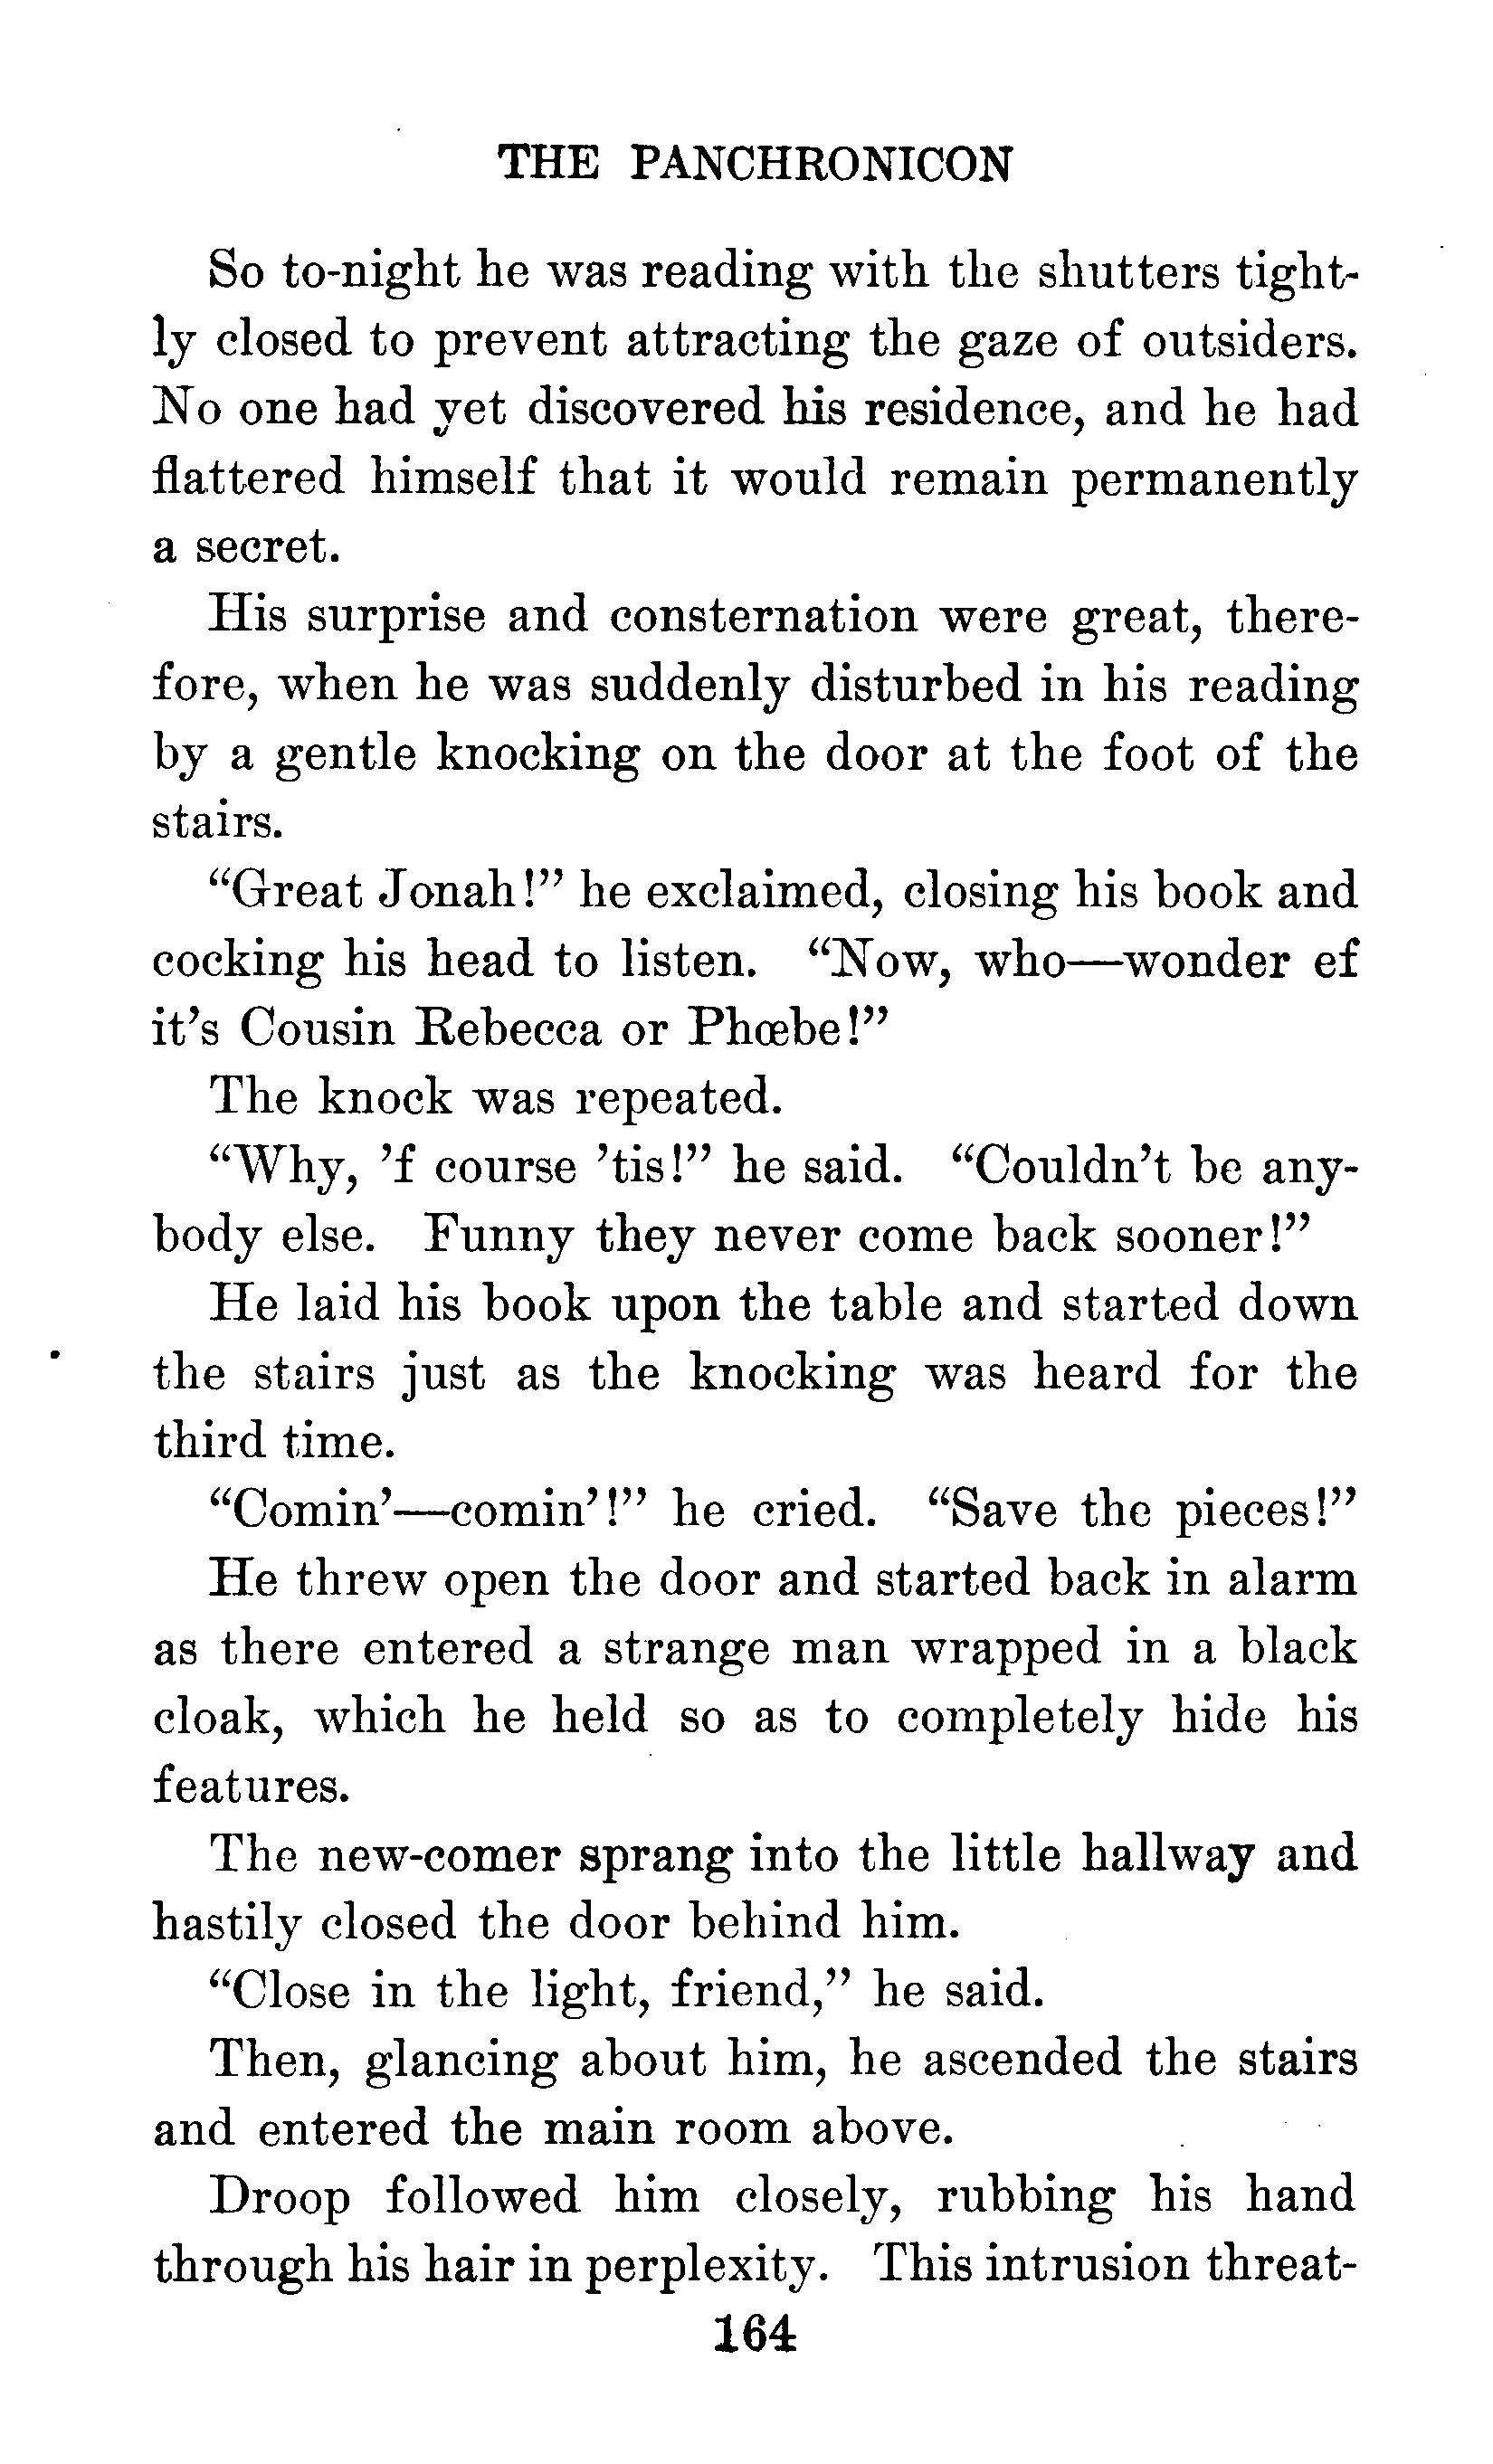 THE PANCHRONICON
So to-night he was reading with the shutters tight-
ly closed to prevent attracting the gaze of outsiders.
No one had yet discovered his residence, and he had
flattered himself that it would remain permanently
a secret.
His surprise and consternation were great, there-
fore, when he was suddenly disturbed in his reading
by a gentle knocking on the door at the foot of the
stairs.
“Great Jonah!” he exclaimed, closing his book and
cocking his head to listen. “Now, who—wonder ef
it’s Cousin Rebecca or Phœbe!”
The knock was repeated.
“Why, ’f course ’tis!” he said. “Couldn’t be any-
body else. Funny they never come back sooner!”
He laid his book upon the table and started down
the stairs just as the knocking was heard for the
third time.
“Comin’—comin’!” he cried. “Save the pieces!”
He threw open the door and started back in alarm
as there entered a strange man wrapped in a black
cloak, which he held so as to completely hide his
features.
The new-comer sprang into the little hallway and
hastily closed the door behind him.
“Close in the light, friend,” he said.
Then, glancing about him, he ascended the stairs
and entered the main room above.
Droop followed him closely, rubbing his hand
through his hair in perplexity. This intrusion threat-
164